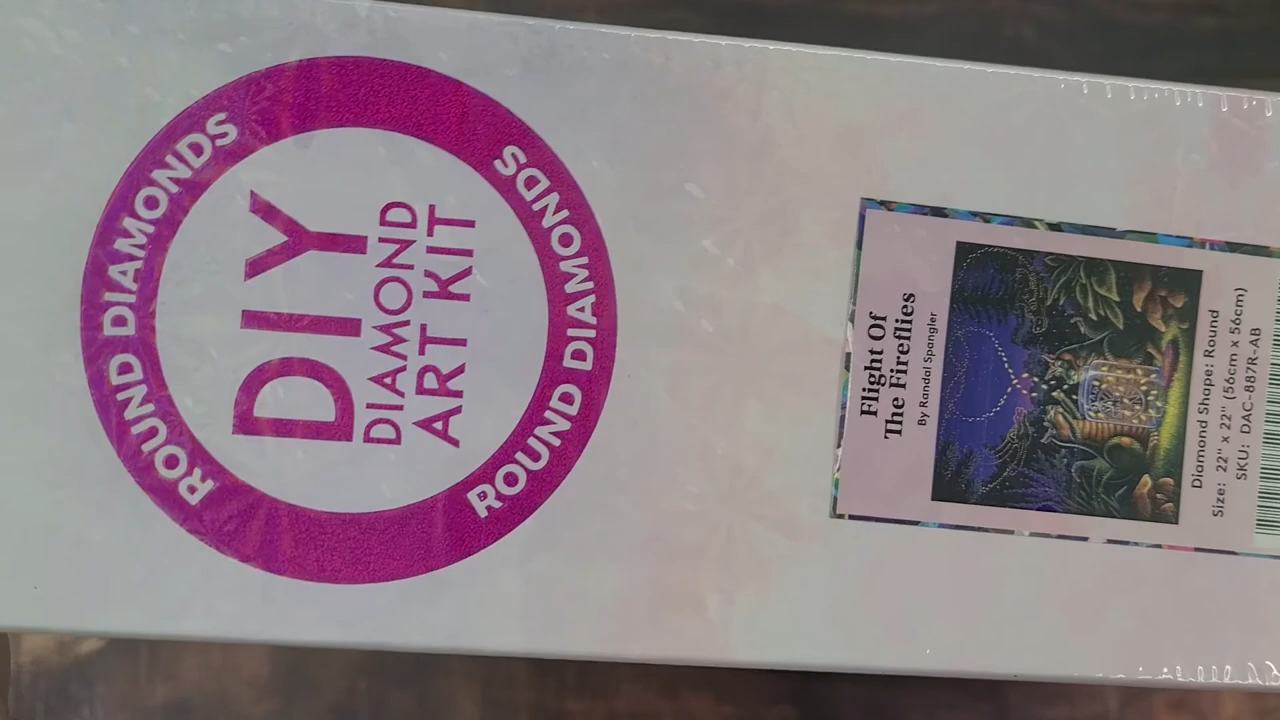 ROUND DIAMONDS
DIY
DIAMOND
ART KIT
ROUND DIAMONDS
Flight Of
The Fireflies
By Randal Spangler
Diamond Shape: Round
Size: 22" x 22" (56cm x 56cm)
SKU: DAC-887R-AB